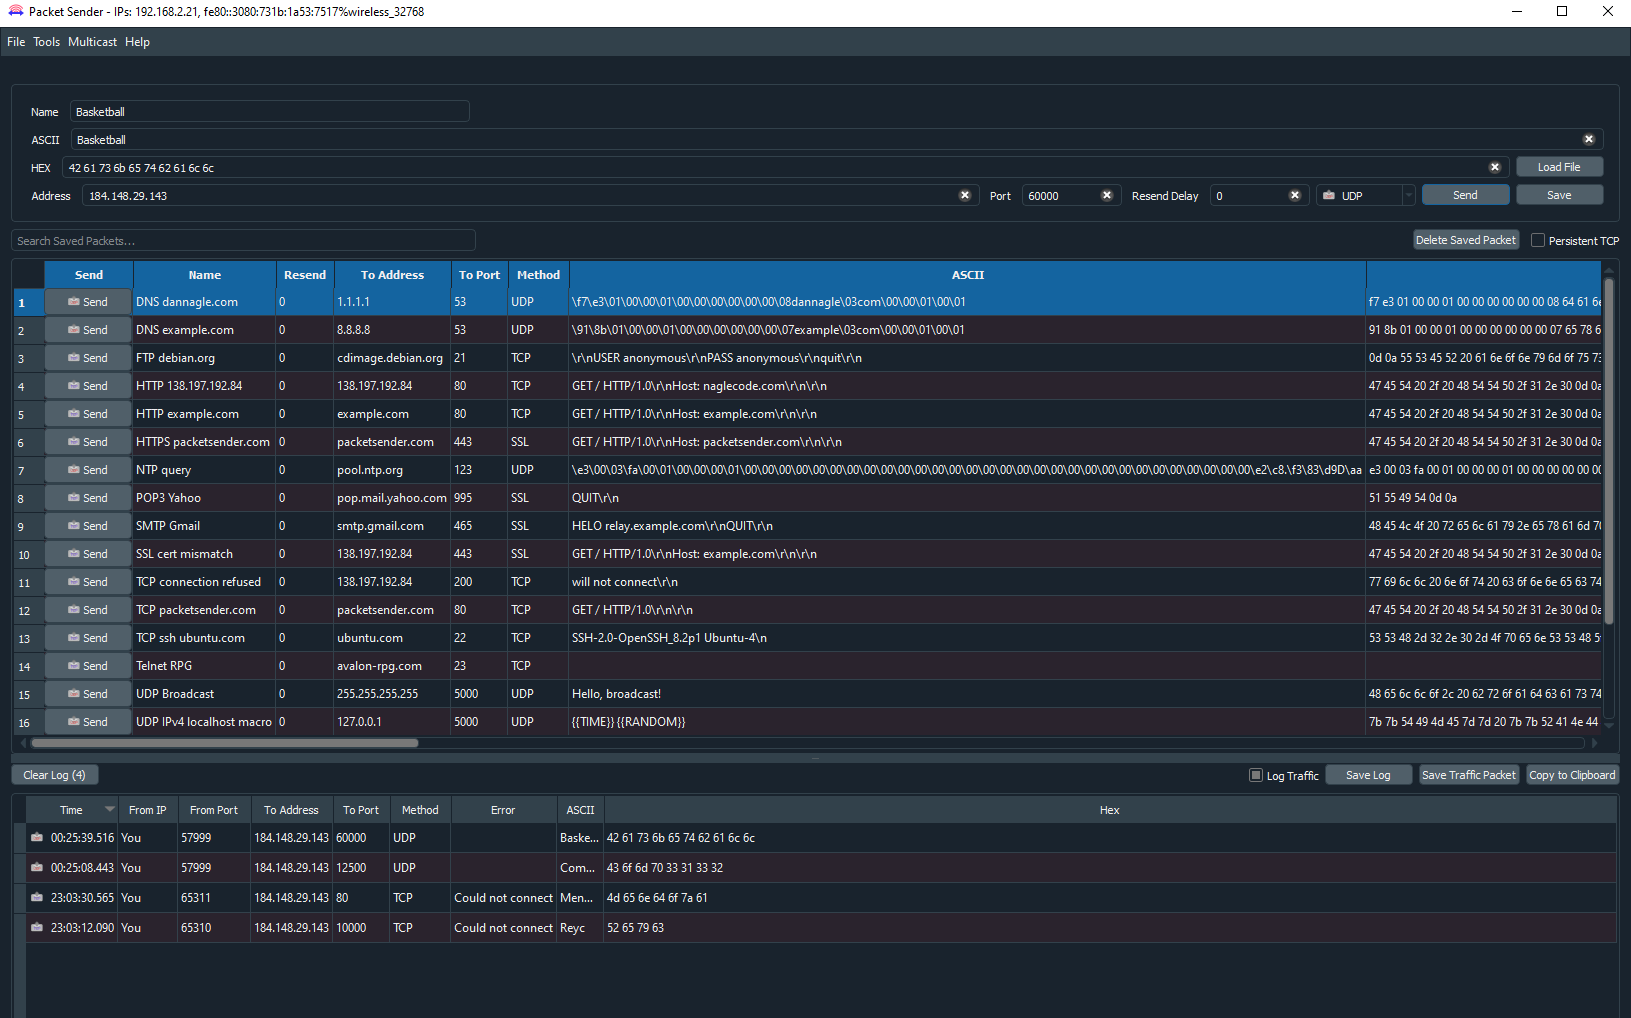 Packet Sender - IPs: 192.168.2.21, fe80::3080:731b:1a53:7517%wireless_32768
File Tools Multicast Help
Name Basketball
ASCII Basketball
HEX 42 61 73 6b 65 74 62 61 6c 6c Load File
Address 184.148.29.143 Port 60000 Resend Delay 0 UDP Send Save
Search Saved Packets... Delete Saved Packet Persistent TCP
Send Name Resend To Address To Port Method ASCII
1 Send DNS dannagle.com 0 1.1.1.1 53 UDP \f7\e3\01\00\00\01\00\00\00\00\00\00\08dannagle\03com\00\00\01\00\01 f7 e3 01 00 00 01 00 00 00 00 00 00 08 64 61 6e
2 Send DNS example.com 0 8.8.8.8 53 UDP \91\8b\01\00\00\01\00\00\00\00\00\00\07example\03com\00\00\01\00\01 91 8b 01 00 00 01 00 00 00 00 00 00 07 65 78 6
3 Send FTP debian.org 0 cdimage.debian.org 21 TCP \r\nUSER anonymous\r\nPASS anonymous\r\nquit\r\n 0d 0a 55 53 45 52 20 61 6e 6f 6e 79 6d 6f 75 73
4 Send HTTP 138.197.192.84 0 138.197.192.84 80 TCP GET / HTTP/1.0\r\nHost: naglecode.com\r\n\r\n 47 45 54 20 2f 20 48 54 54 50 2f 31 2e 30 0d 0a
5 Send HTTP example.com 0 example.com 80 TCP GET / HTTP/1.0\r\nHost: example.com\r\n\r\n 47 45 54 20 2f 20 48 54 54 50 2f 31 2e 30 0d 0a
6 Send HTTPS packetsender.com 0 packetsender.com 443 SSL GET / HTTP/1.0\r\nHost: packetsender.com\r\n\r\n 47 45 54 20 2f 20 48 54 54 50 2f 31 2e 30 0d 0a
7 Send NTP query 0 pool.ntp.org 123 UDP \e3\00\03\fa\00\01\00\00\00\01\00\00\00\00\00\00\00\00\00\00\00\00\00\00\00\00\00\00\00\00\00\00\00\00\00\00\00\00\00\00\e2\c8.\f3\83\d9D\aa e3 00 03 fa 00 01 00 00 00 01 00 00 00 00 00 00
8 Send POP3 Yahoo 0 pop.mail.yahoo.com 995 SSL QUIT\r\n 51 55 49 54 0d 0a
9 Send SMTP Gmail 0 smtp.gmail.com 465 SSL HELO relay.example.com\r\nQUIT\r\n 48 45 4c 4f 20 72 65 6c 61 79 2e 65 78 61 6d 70
10 Send SSL cert mismatch 0 138.197.192.84 443 SSL GET / HTTP/1.0\r\nHost: example.com\r\n\r\n 47 45 54 20 2f 20 48 54 54 50 2f 31 2e 30 0d 0a
11 Send TCP connection refused 0 138.197.192.84 200 TCP will not connect\r\n 77 69 6c 6c 20 6e 6f 74 20 63 6f 6e 6e 65 63 74
12 Send TCP packetsender.com 0 packetsender.com 80 TCP GET / HTTP/1.0\r\n\r\n 47 45 54 20 2f 20 48 54 54 50 2f 31 2e 30 0d 0a
13 Send TCP ssh ubuntu.com 0 ubuntu.com 22 TCP SSH-2.0-OpenSSH_8.2p1 Ubuntu-4\n 53 53 48 2d 32 2e 30 2d 4f 70 65 6e 53 53 48 5
14 Send Telnet RPG 0 avalon-rpg.com 23 TCP
15 Send UDP Broadcast 0 255.255.255.255 5000 UDP Hello, broadcast! 48 65 6c 6c 6f 2c 20 62 72 6f 61 64 63 61 73 74
16 Send UDP IPv4 localhost macro 0 127.0.0.1 5000 UDP {{TIME}} {{RANDOM}} 7b 7b 54 49 4d 45 7d 7d 20 7b 7b 52 41 4e 44
Clear Log (4) Log Traffic Save Log Save Traffic Packet Copy to Clipboard
Time From IP From Port To Address To Port Method Error ASCII Hex
00:25:39.516 You 57999 184.148.29.143 60000 UDP Baske... 42 61 73 6b 65 74 62 61 6c 6c
00:25:08.443 You 57999 184.148.29.143 12500 UDP Com... 43 6f 6d 70 33 31 33 32
23:03:30.565 You 65311 184.148.29.143 80 TCP Could not connect Men... 4d 65 6e 64 6f 7a 61
23:03:12.090 You 65310 184.148.29.143 10000 TCP Could not connect Reyc 52 65 79 63